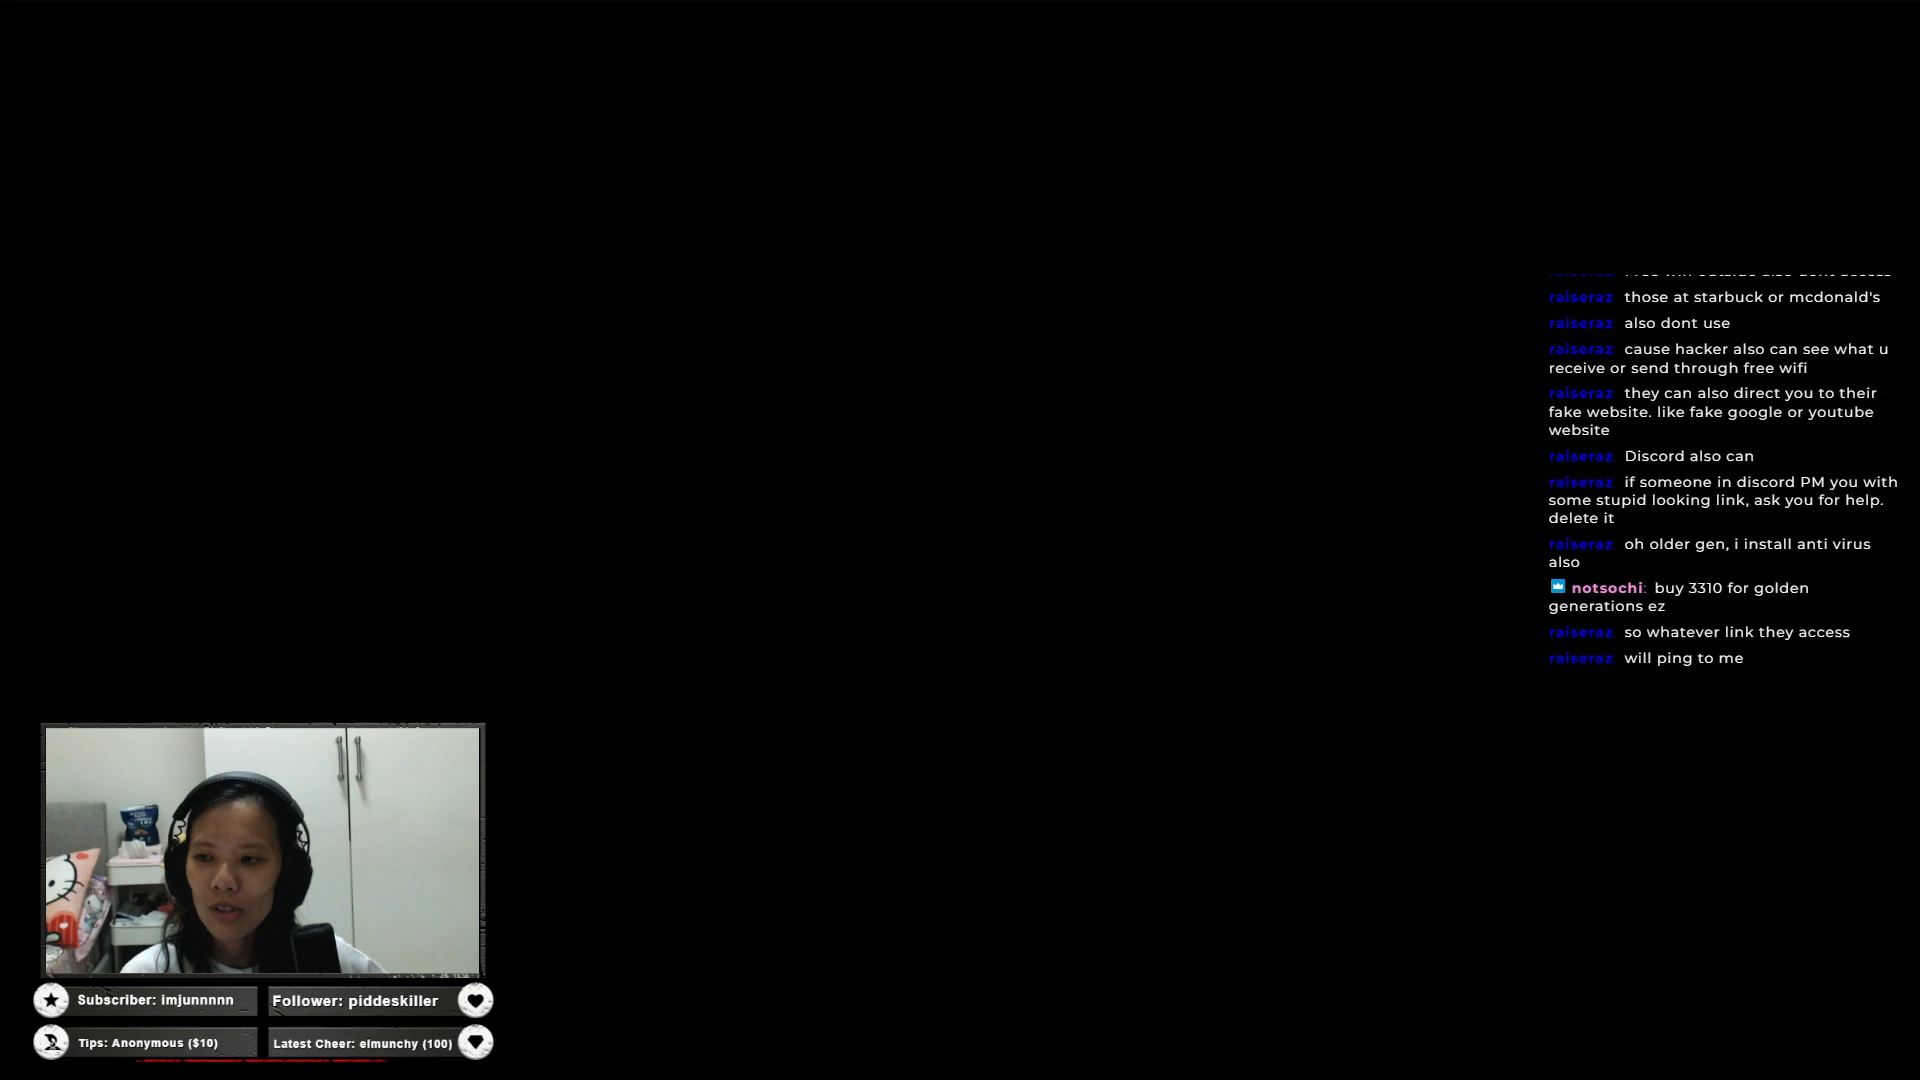 raiseraz: those at starbuck or mcdonald's
raiseraz: also dont use
raiseraz: cause hacker also can see what u
receive or send through free wifi
raiseraz: they can also direct you to their
fake website. like fake google or youtube
website
raiseraz: Discord also can
raiseraz: if someone in discord PM you with
some stupid looking link, ask you for help.
delete it
raiseraz: oh older gen, i install anti virus
also
notsochi: buy 3310 for golden
generations ez
raiseraz: so whatever link they access
raiseraz: will ping to me
Subscriber: imjunnnnn
Follower: piddeskiller
Tips: Anonymous ($10)
Latest Cheer: elmunchy (100)